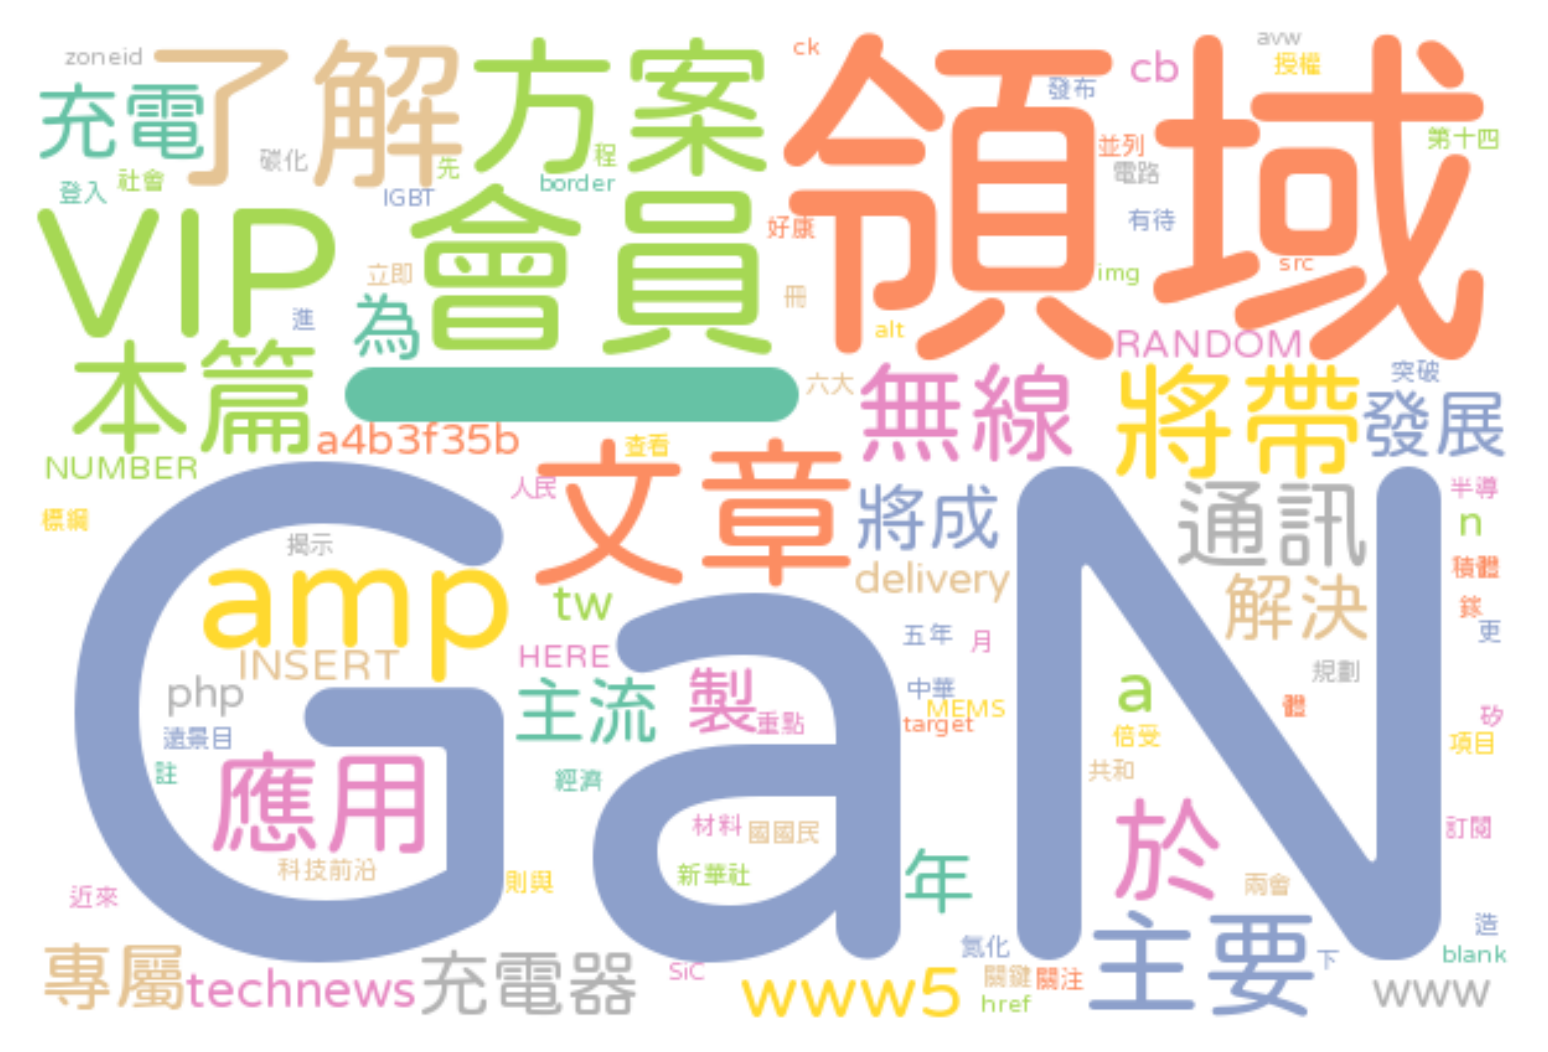 zoneid
了解
方案
ck
領域
avw
授權
cb
發布
充電
碳化
先
程
並列
第十四
電路
登入
社會
IGBT
border
VIP
會員
好康
有待
立即
img
src
進
為
冊
alt
RANDOM
本篇
一
六大
無線
將帶
突破
發展
a4b3f35b
查看
NUMBER
文章
人民
將成
通訊
半導
標綱
n
揭示
GaN
amp
tw
delivery
解決
積體
鎵
更
INSERT
HERE
五年
月
規劃
php
主流
製
重點
中華
MEMS
target
a
體
矽
遠景目
倍受
項目
註
應用
經濟
共和
材料
國國民
於
訂閱
科技前沿
則與
新華社
年
兩會
近來
造
專屬
technews
充電器
SiC
www5
氮化
關鍵
關注
href
主要
下
blank
www